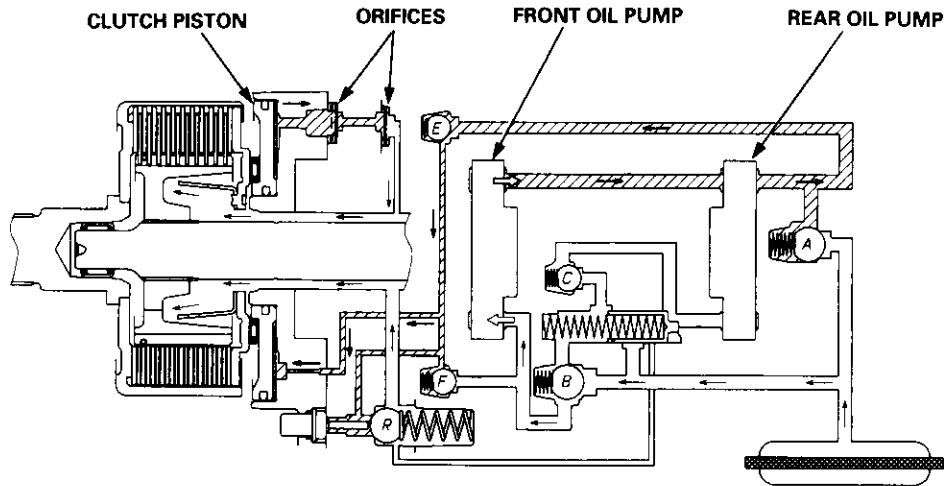 CLUTCH PISTON
ORIFICES
FRONT OIL PUMP
REAR OIL PUMP
E
A
C
B
F
R